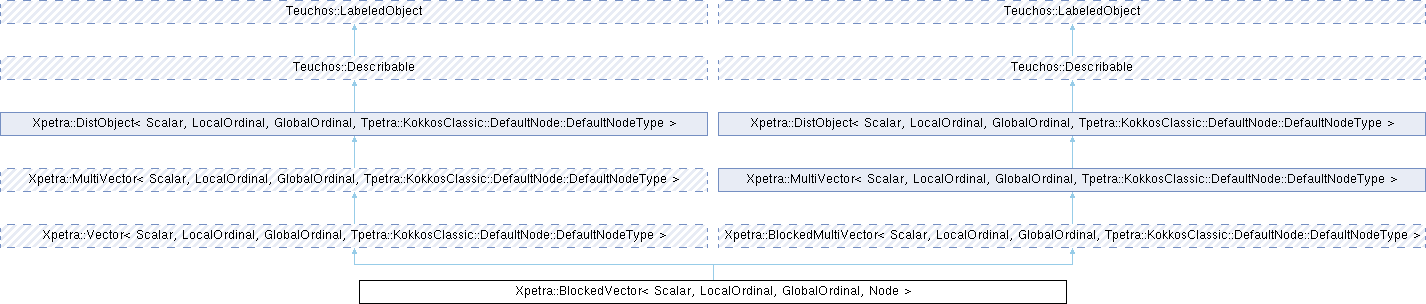 Teuchos::LabeledObject Teuchos::LabeledObject
Teuchos::Describable Teuchos::Describable
Xpetra::DistObject< Scalar, LocalOrdinal, GlobalOrdinal, Tpetra::KokkosClassic::DefaultNode::DefaultNodeType > Xpetra::DistObject< Scalar, LocalOrdinal, GlobalOrdinal, Tpetra::KokkosClassic::DefaultNode::DefaultNodeType >
Xpetra::MultiVector< Scalar, LocalOrdinal, GlobalOrdinal, Tpetra::KokkosClassic::DefaultNode::DefaultNodeType > Xpetra::MultiVector< Scalar, LocalOrdinal, GlobalOrdinal, Tpetra::KokkosClassic::DefaultNode::DefaultNodeType >
Xpetra::Vector< Scalar, LocalOrdinal, GlobalOrdinal, Tpetra::KokkosClassic::DefaultNode::DefaultNodeType > Xpetra::BlockedMultiVector< Scalar, LocalOrdinal, GlobalOrdinal, Tpetra::KokkosClassic::DefaultNode::DefaultNodeType >
Xpetra::BlockedVector< Scalar, LocalOrdinal, GlobalOrdinal, Node >